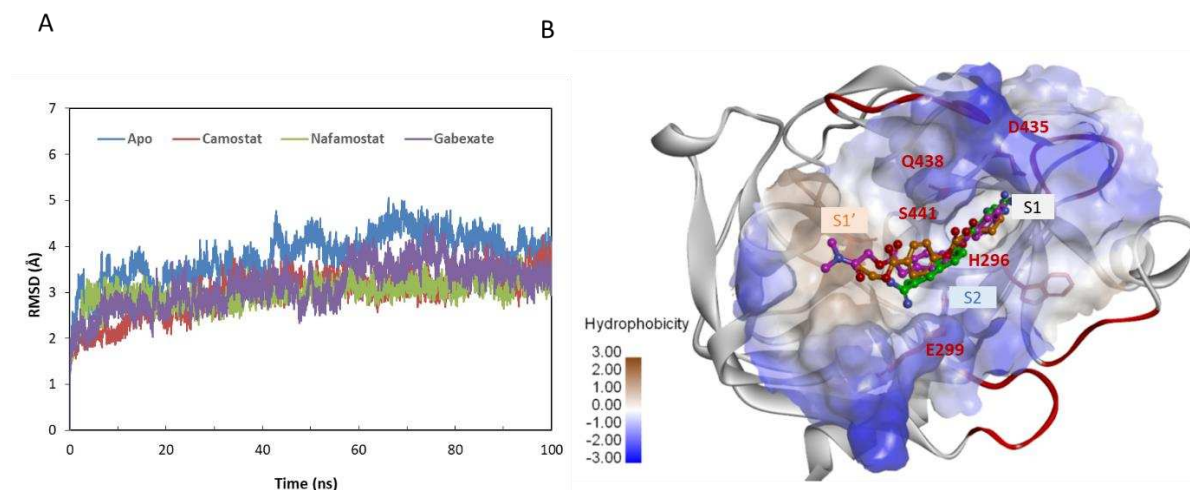 A
B
7
6
5
4
3
2
1
0
RMSD (Å)
Apo Camostat Nafamostat Gabexate
0 20 40 60 80 100
Time (ns)
D435
Q438
S441
S1
S1’
H296
S2
E299
Hydrophobicity
3.00
2.00
1.00
0.00
-1.00
-2.00
-3.00